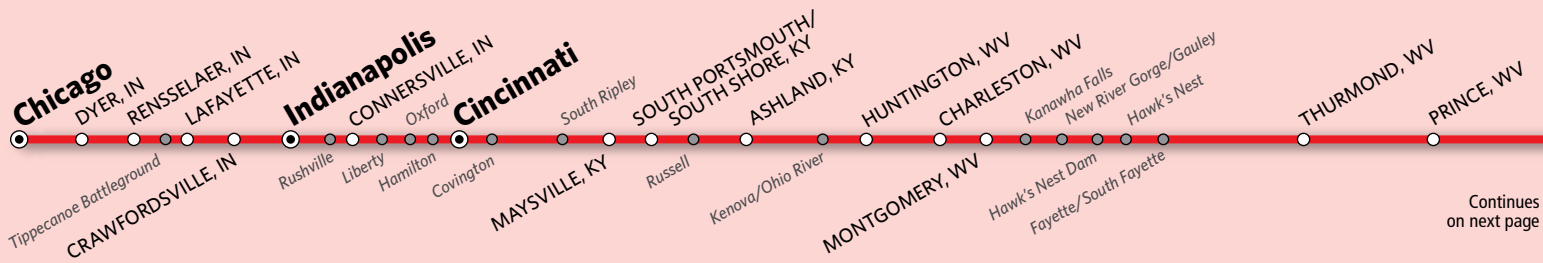 Chicago
DYER, IN
RENSSELAER, IN
Tippecanoe Battleground
LAFAYETTE, IN
CRAWFORDSVILLE, IN
Indianapolis
Rushville
CONNERSVILLE, IN
Liberty
Oxford
Hamilton
Cincinnati
Covington
South Ripley
MAYSVILLE, KY
SOUTH PORTSMOUTH/
SOUTH SHORE, KY
Russell
ASHLAND, KY
Kenova/Ohio River
HUNTINGTON, WV
CHARLESTON, WV
MONTGOMERY, WV
Kanawha Falls
New River Gorge/Gauley
Hawk's Nest Dam
Hawk's Nest
Fayette/South Fayette
THURMOND, WV
PRINCE, WV
Continues
on next page